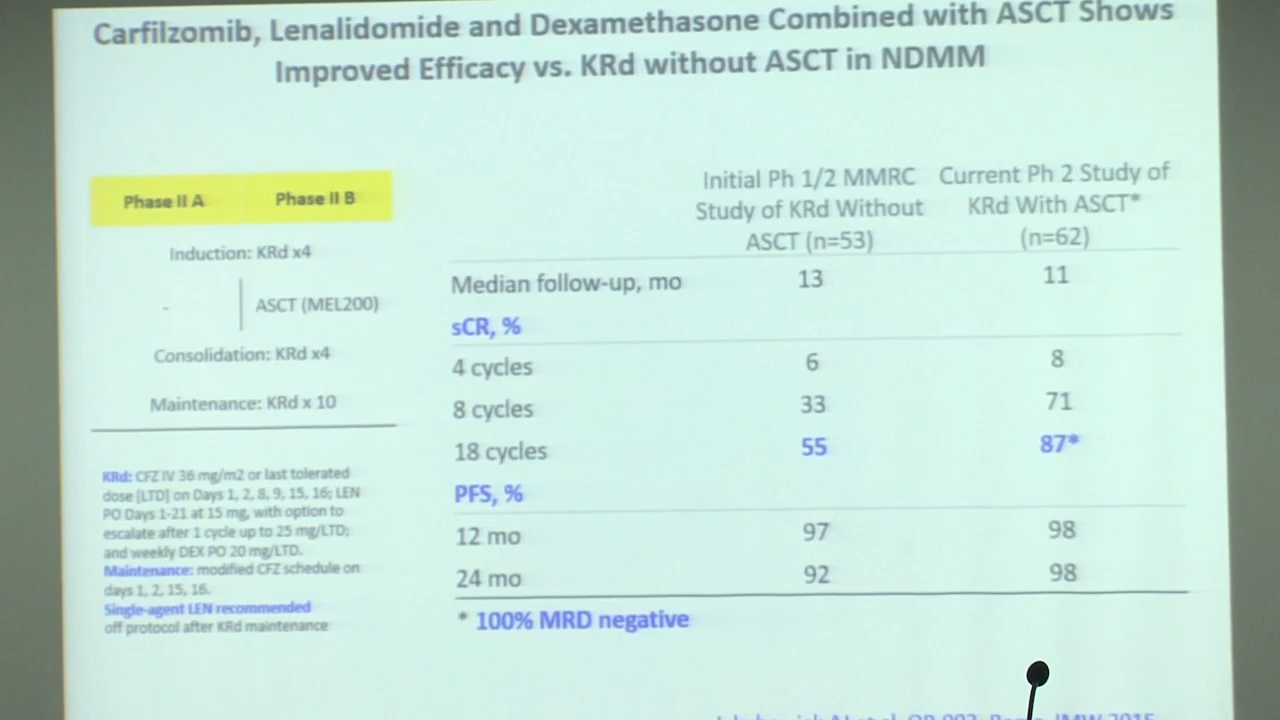 Carfilzomib, Lenalidomide and Dexamethasone Combined with ASCT Shows
Improved Efficacy vs. KRd without ASCT in NDMM
Phase II A Phase II B
Induction: KRd x4
- ASCT (MEL200)
Consolidation: KRd x4
Maintenance: KRd x 10
KRd: CFZ IV 36 mg/m2 or last tolerated
dose [LTD] on Days 1, 2, 8, 9, 15, 16; LEN
PO Days 1-21 at 15 mg, with option to
escalate after 1 cycle up to 25 mg/LTD;
and weekly DEX PO 20 mg/LTD.
Maintenance: modified CFZ schedule on
days 1, 2, 15, 16.
Single-agent LEN recommended
off protocol after KRd maintenance
Initial Ph 1/2 MMRC Current Ph 2 Study of
Study of KRd Without KRd With ASCT*
ASCT (n=53) (n=62)
Median follow-up, mo 13 11
sCR, %
4 cycles 6 8
8 cycles 33 71
18 cycles 55 87*
PFS, %
12 mo 97 98
24 mo 92 98
* 100% MRD negative
IMW 2015